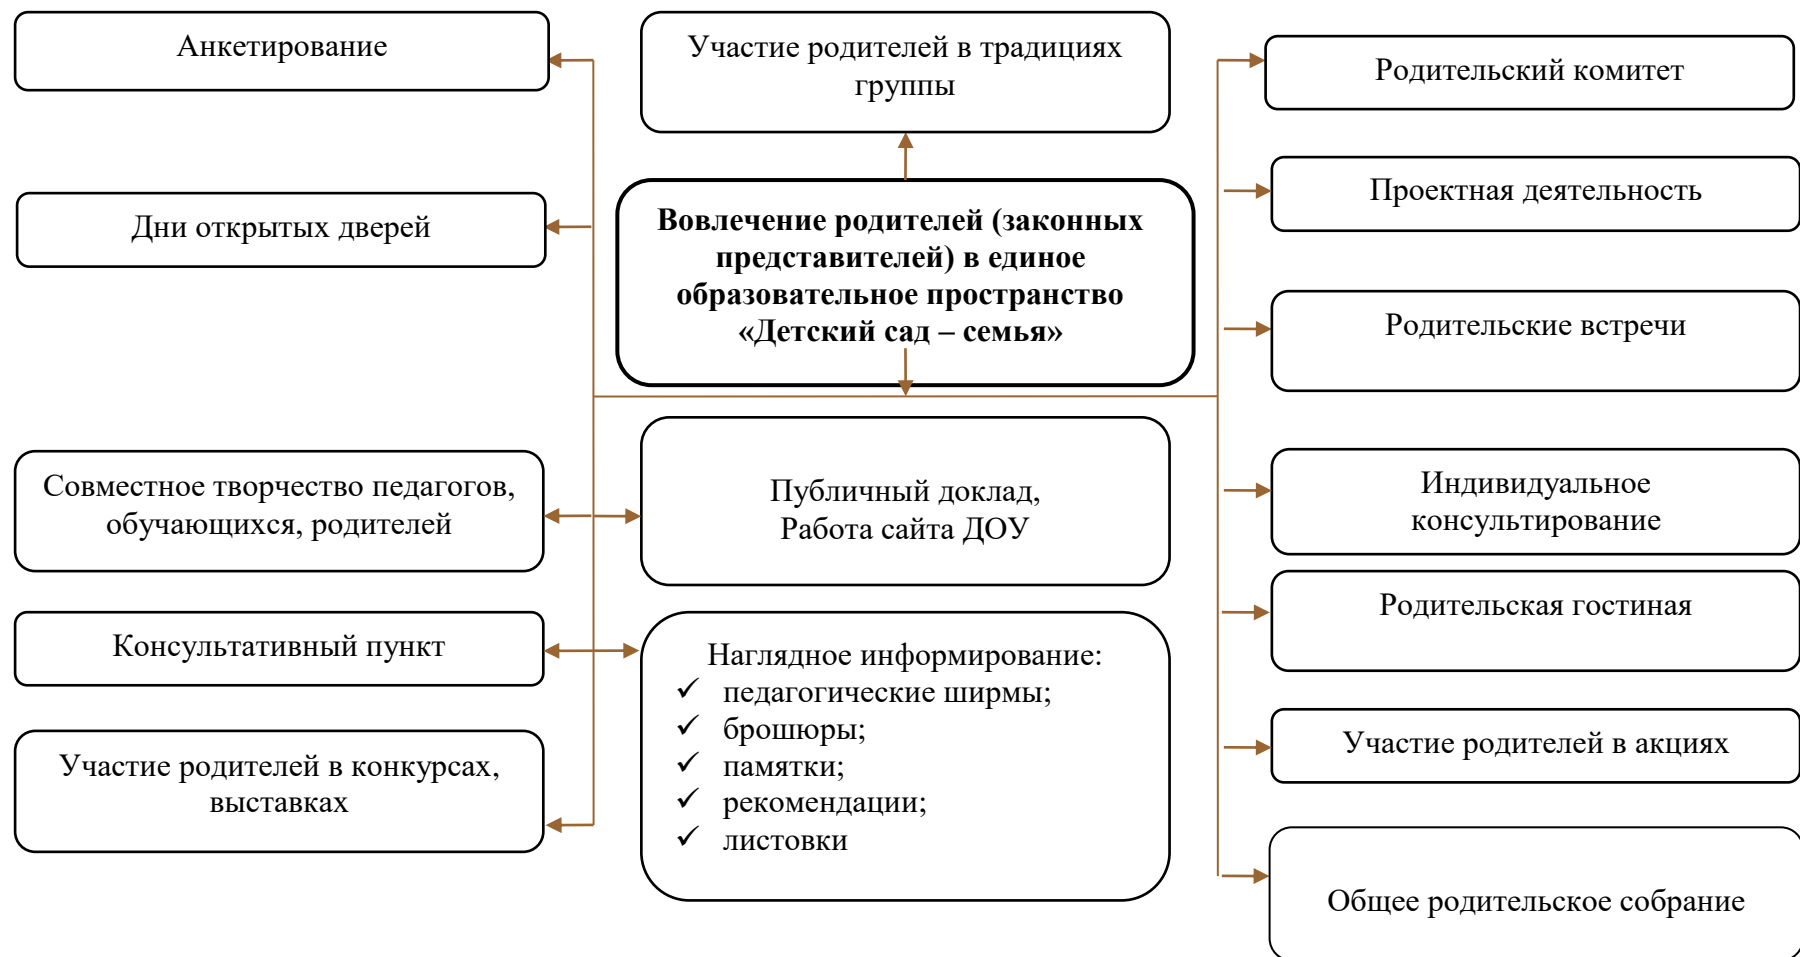 Анкетирование
Дни открытых дверей
Совместное творчество педагогов,
обучающихся, родителей
Консультативный пункт
Участие родителей в конкурсах,
выставках
Участие родителей в традициях
группы
Вовлечение родителей (законных
представителей) в единое
образовательное пространство
«Детский сад – семья»
Публичный доклад,
Работа сайта ДОУ
Наглядное информирование:
✓ педагогические ширмы;
✓ брошюры;
✓ памятки;
✓ рекомендации;
✓ листовки
Родительский комитет
Проектная деятельность
Родительские встречи
Индивидуальное
консультирование
Родительская гостиная
Участие родителей в акциях
Общее родительское собрание